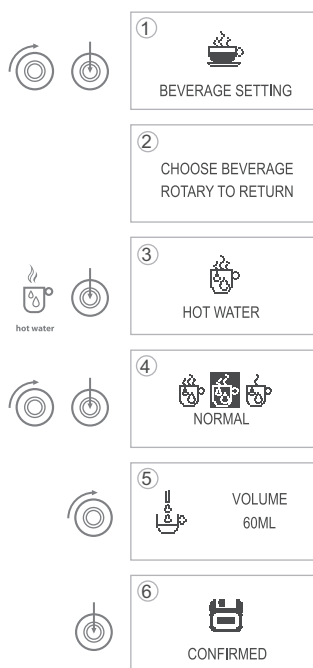 1
BEVERAGE SETTING
2
CHOOSE BEVERAGE
ROTARY TO RETURN
3
hot water
HOT WATER
4
NORMAL
5
VOLUME
60ML
6
CONFIRMED